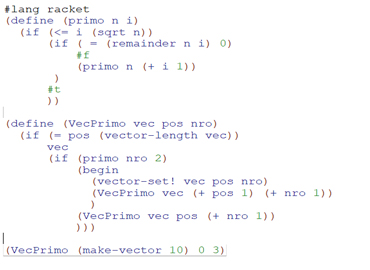 #lang racket
(define (primo n i)
  (if (<= i (sqrt n))
      (if ( = (remainder n i) 0)
          #f
          (primo n (+ i 1))
       )
      #t
      ))
(define (VecPrimo vec pos nro)
  (if (= pos (vector-length vec))
      vec
      (if (primo nro 2)
          (begin
            (vector-set! vec pos nro)
            (VecPrimo vec (+ pos 1) (+ nro 1))
            )
          (VecPrimo vec pos (+ nro 1))
          )))
(VecPrimo (make-vector 10) 0 3)